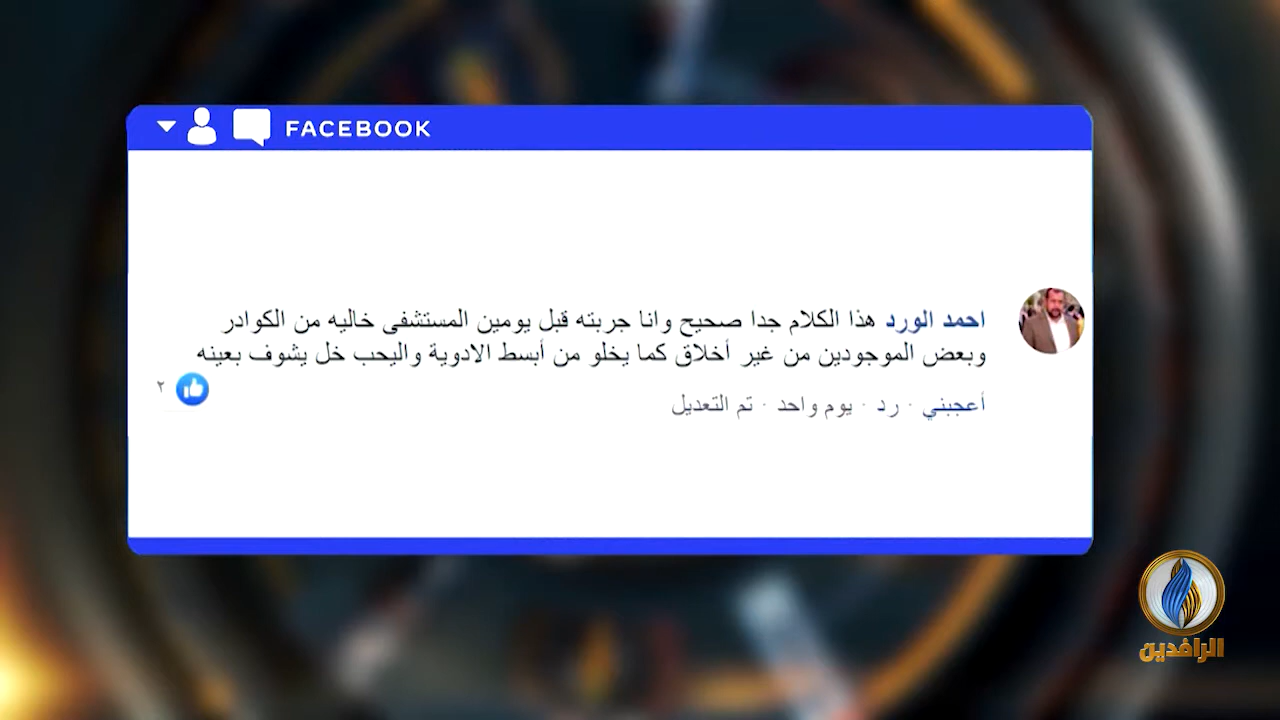 FACEBOOK
احمد الورد هذا الكلام جدا صحيح وانا جربته قبل يومين المستشفى خاليه من الكوادر
وبعض الموجودين من غير أخلاق كما يخلو من أبسط الادوية واليحب خل يشوف بعينه
٢
أعجبني · رد · يوم واحد · تم التعديل
الرافدين